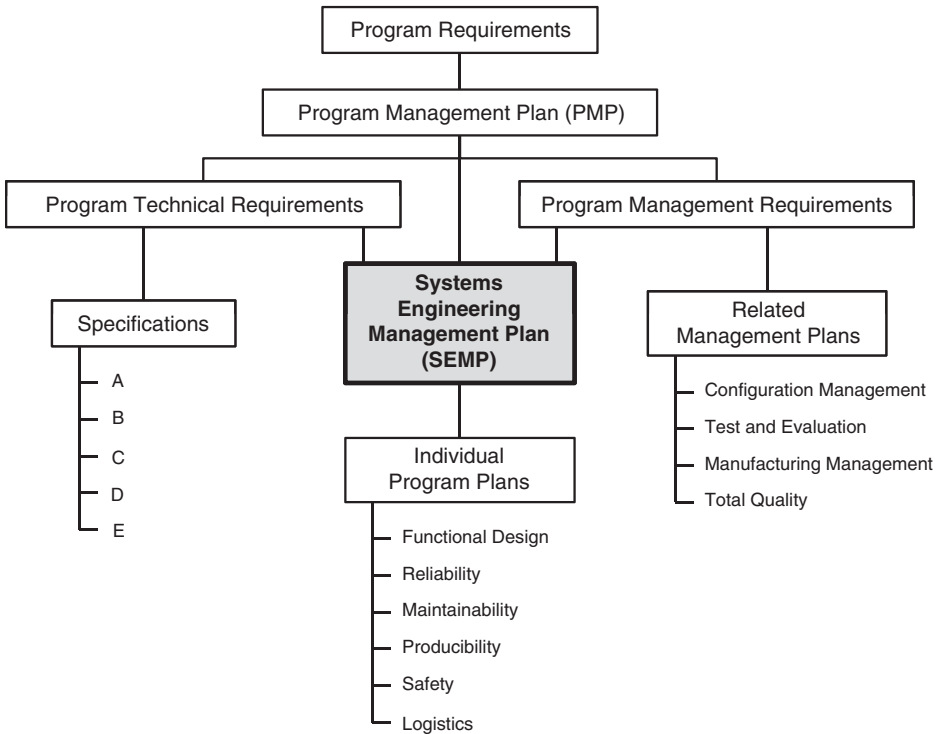 Program Requirements
Program Management Plan (PMP)
Program Technical Requirements
Program Management Requirements
Systems
Engineering
Management Plan
(SEMP)
Specifications
A
B
C
D
E
Related
Management Plans
Configuration Management
Test and Evaluation
Manufacturing Management
Total Quality
Individual
Program Plans
Functional Design
Reliability
Maintainability
Producibility
Safety
Logistics